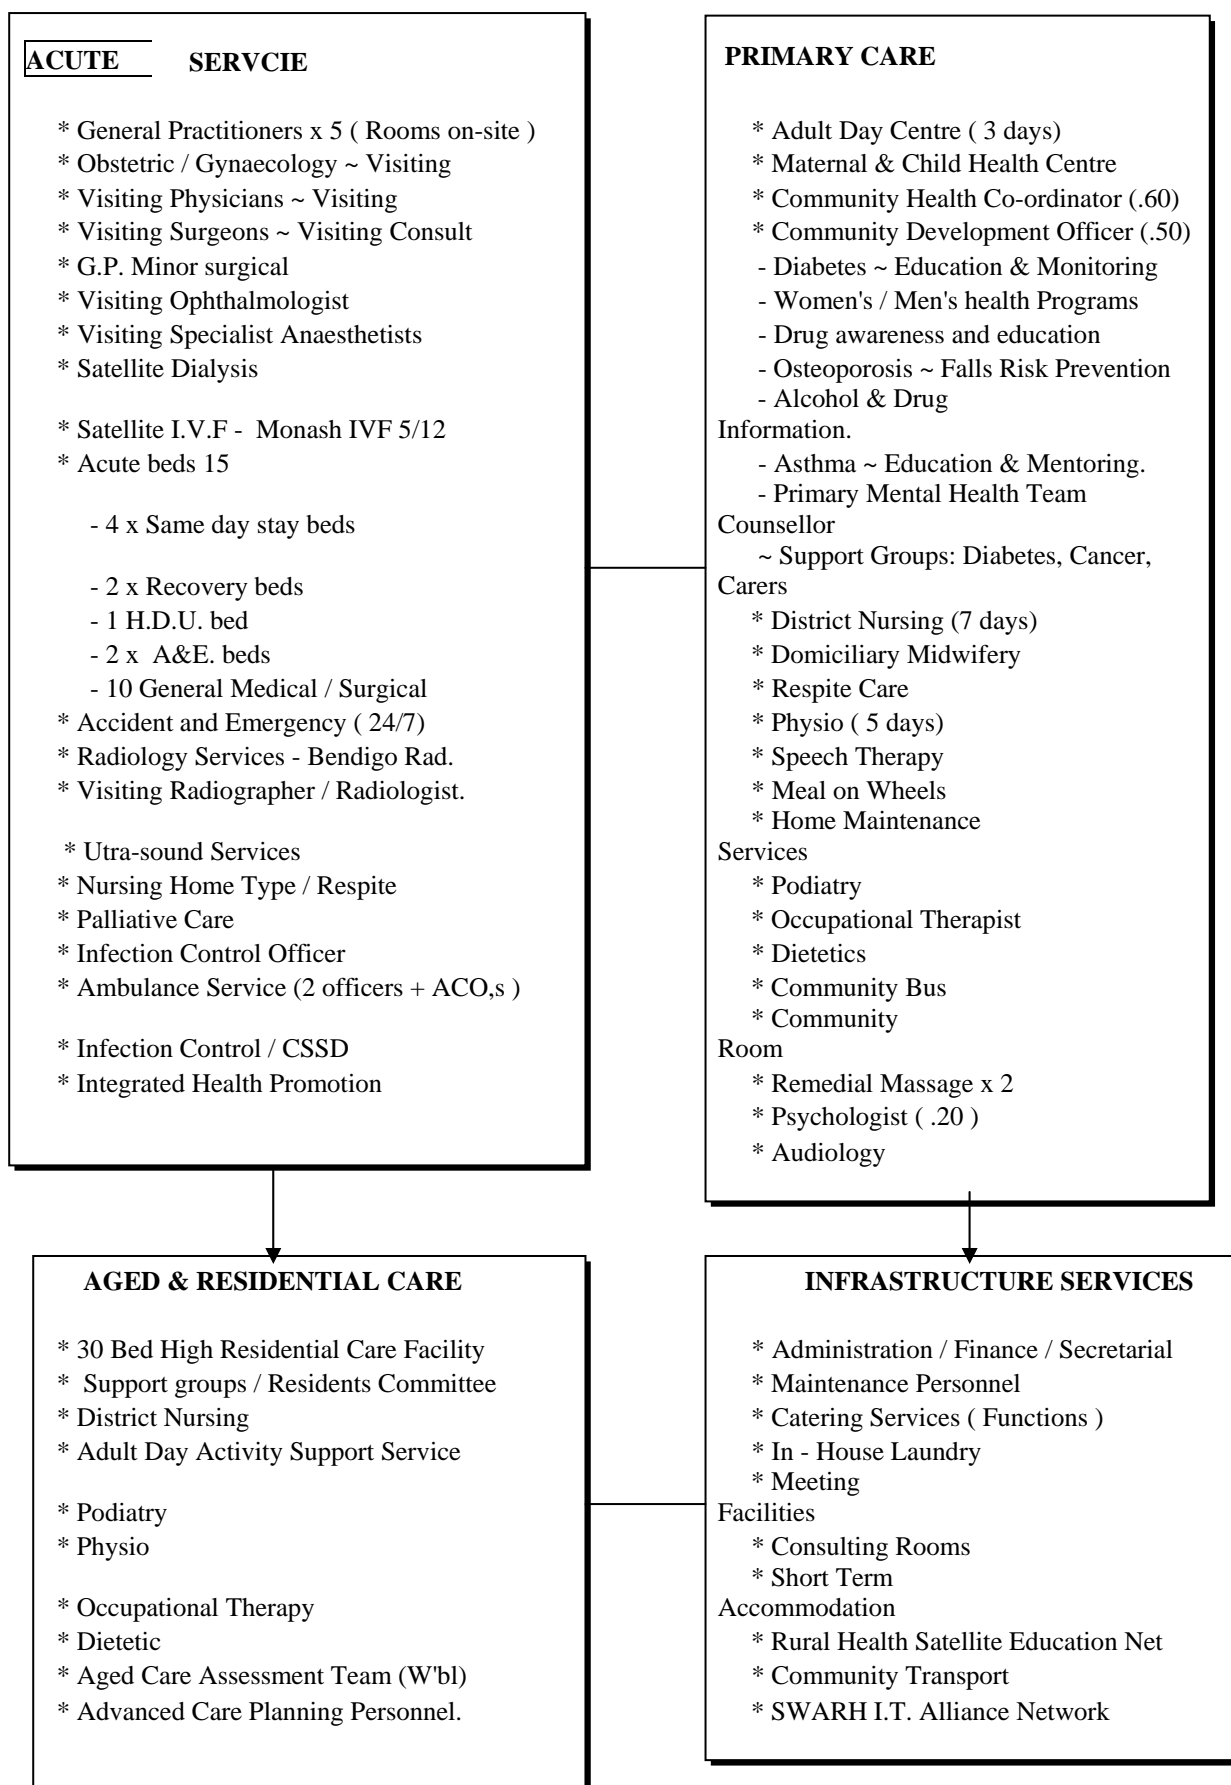 ACUTE SERVCIE
* General Practitioners x 5 ( Rooms on-site )
* Obstetric / Gynaecology ~ Visiting
* Visiting Physicians ~ Visiting
* Visiting Surgeons ~ Visiting Consult
* G.P. Minor surgical
* Visiting Ophthalmologist
* Visiting Specialist Anaesthetists
* Satellite Dialysis
* Satellite I.V.F - Monash IVF 5/12
* Acute beds 15
- 4 x Same day stay beds
- 2 x Recovery beds
- 1 H.D.U. bed
- 2 x A&E. beds
- 10 General Medical / Surgical
* Accident and Emergency ( 24/7)
* Radiology Services - Bendigo Rad.
* Visiting Radiographer / Radiologist.
* Utra-sound Services
* Nursing Home Type / Respite
* Palliative Care
* Infection Control Officer
* Ambulance Service (2 officers + ACO,s )
* Infection Control / CSSD
* Integrated Health Promotion
PRIMARY CARE
* Adult Day Centre ( 3 days)
* Maternal & Child Health Centre
* Community Health Co-ordinator (.60)
* Community Development Officer (.50)
- Diabetes ~ Education & Monitoring
- Women's / Men's health Programs
- Drug awareness and education
- Osteoporosis ~ Falls Risk Prevention
- Alcohol & Drug
Information.
- Asthma ~ Education & Mentoring.
- Primary Mental Health Team
Counsellor
~ Support Groups: Diabetes, Cancer,
Carers
* District Nursing (7 days)
* Domiciliary Midwifery
* Respite Care
* Physio ( 5 days)
* Speech Therapy
* Meal on Wheels
* Home Maintenance
Services
* Podiatry
* Occupational Therapist
* Dietetics
* Community Bus
* Community
Room
* Remedial Massage x 2
* Psychologist ( .20 )
* Audiology
AGED & RESIDENTIAL CARE
* 30 Bed High Residential Care Facility
* Support groups / Residents Committee
* District Nursing
* Adult Day Activity Support Service
* Podiatry
* Physio
* Occupational Therapy
* Dietetic
* Aged Care Assessment Team (W'bl)
* Advanced Care Planning Personnel.
INFRASTRUCTURE SERVICES
* Administration / Finance / Secretarial
* Maintenance Personnel
* Catering Services ( Functions )
* In - House Laundry
* Meeting
Facilities
* Consulting Rooms
* Short Term
Accommodation
* Rural Health Satellite Education Net
* Community Transport
* SWARH I.T. Alliance Network